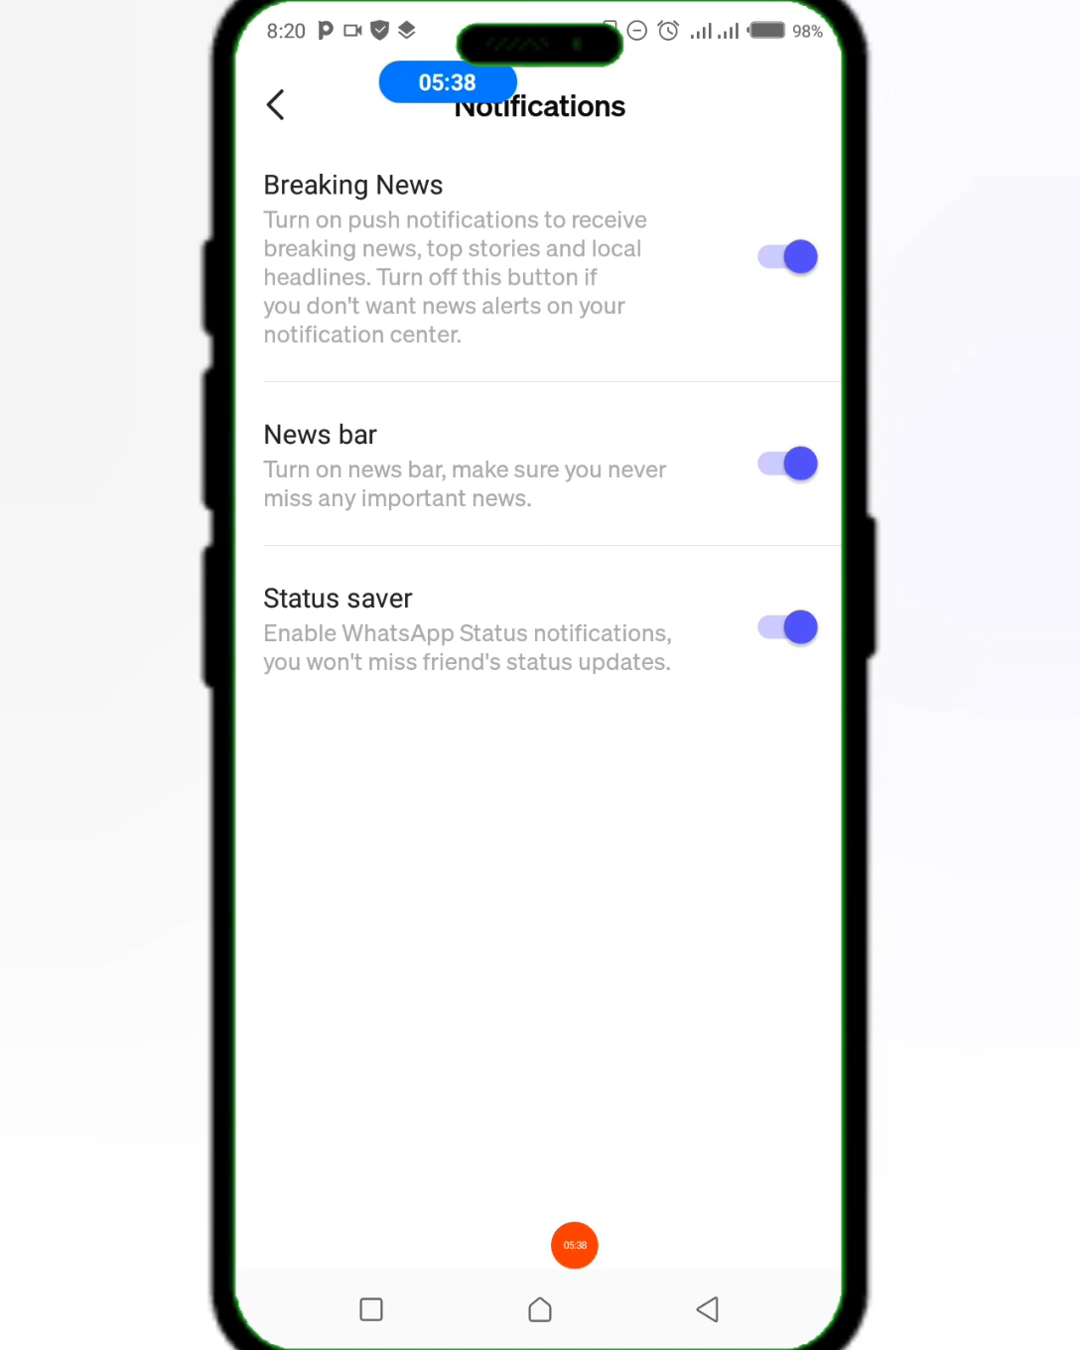 8:20 98%
05:38
Notifications
Breaking News
Turn on push notifications to receive
breaking news, top stories and local
headlines. Turn off this button if
you don't want news alerts on your
notification center.
News bar
Turn on news bar, make sure you never
miss any important news.
Status saver
Enable WhatsApp Status notifications,
you won't miss friend's status updates.
05:38